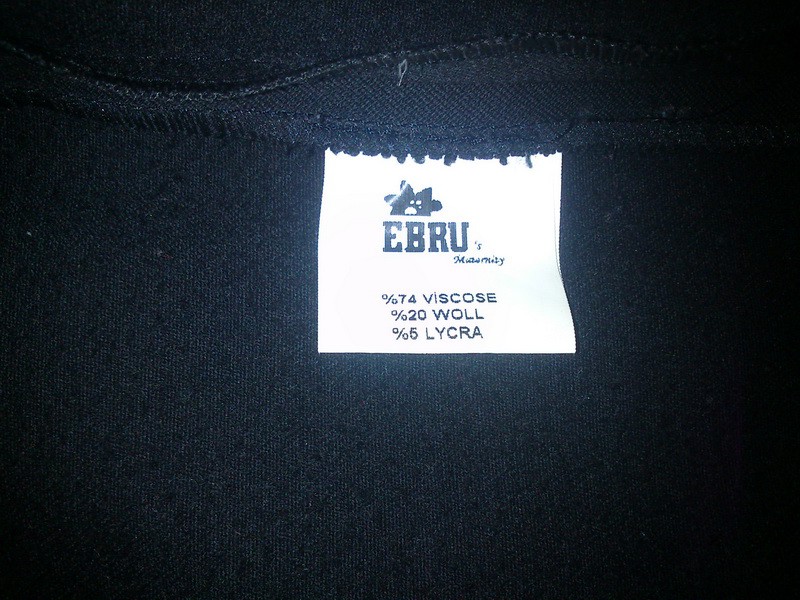 EBRU's
Maternity
%74 VİSCOSE
%20 WOLL
%5 LYCRA